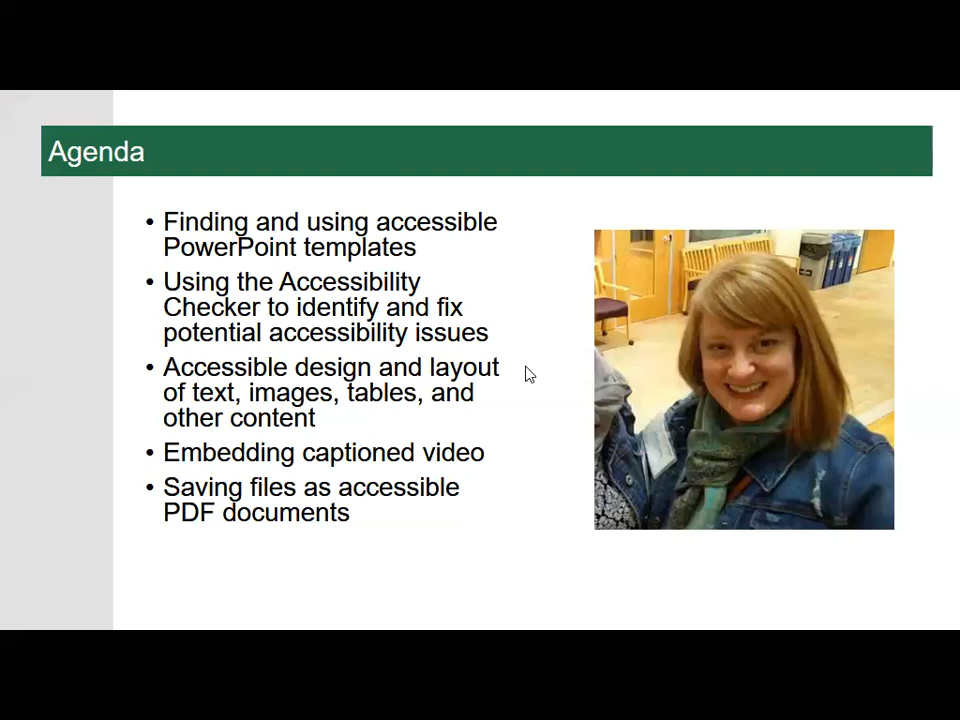 Agenda
• Finding and using accessible
PowerPoint templates
• Using the Accessibility
Checker to identify and fix
potential accessibility issues
• Accessible design and layout
of text, images, tables, and
other content
• Embedding captioned video
• Saving files as accessible
PDF documents